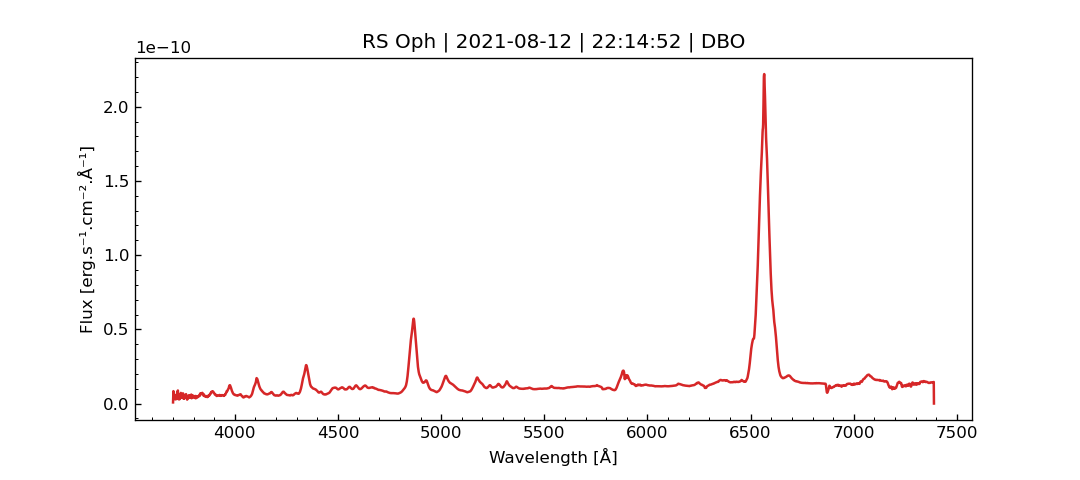 RS Oph | 2021-08-12 | 22:14:52 | DBO
1e−10
2.0
1.5
1.0
0.5
0.0
Flux [erg.s⁻¹.cm⁻².Å⁻¹]
4000 4500 5000 5500 6000 6500 7000 7500
Wavelength [Å]